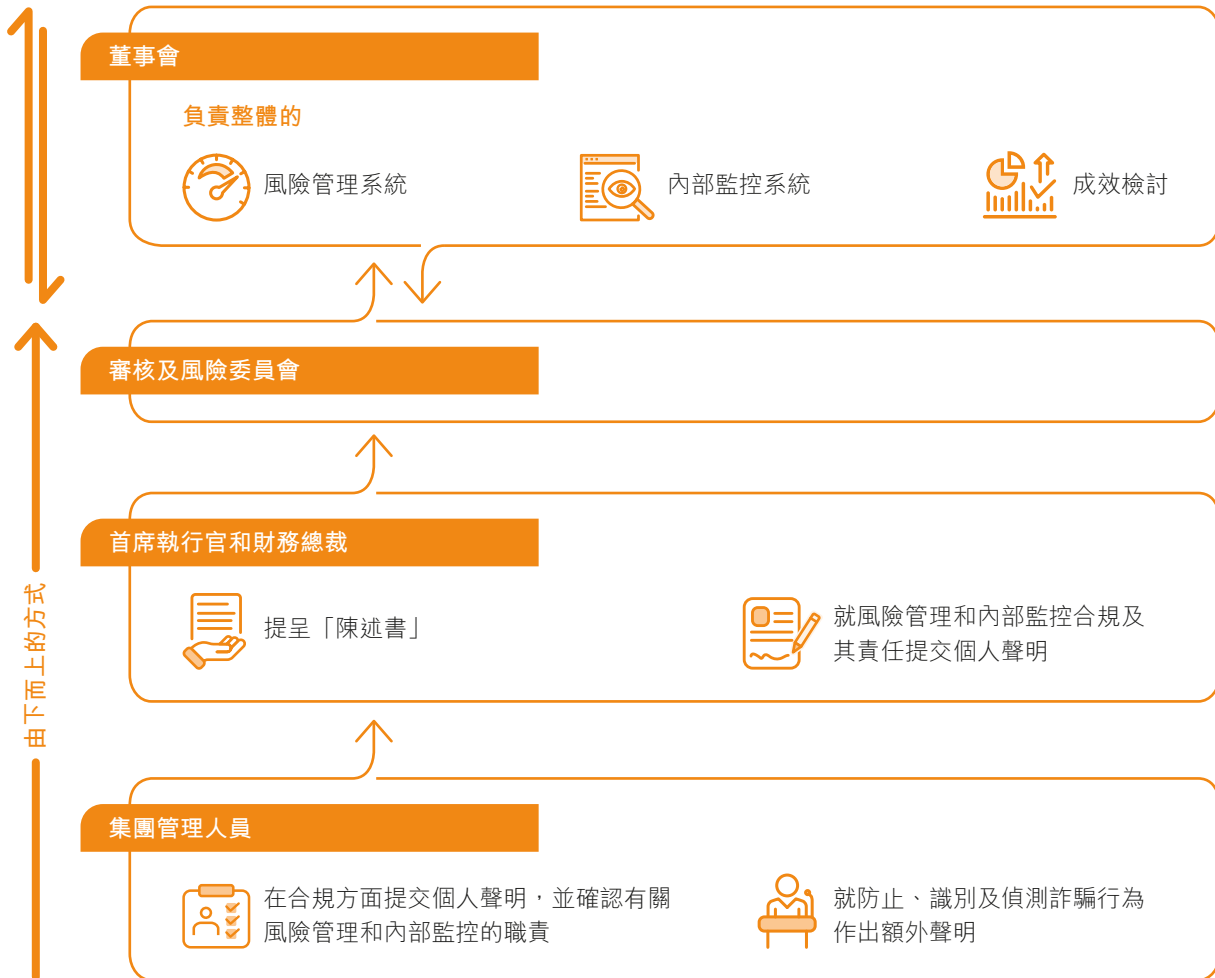 董事會
負責整體的
風險管理系統
內部監控系統
成效檢討
審核及風險委員會
首席執行官和財務總裁
提呈「陳述書」
就風險管理和內部監控合規及
其責任提交個人聲明
由下而上的方式
集團管理人員
在合規方面提交個人聲明，並確認有關
風險管理和內部監控的職責
就防止、識別及偵測詐騙行為
作出額外聲明